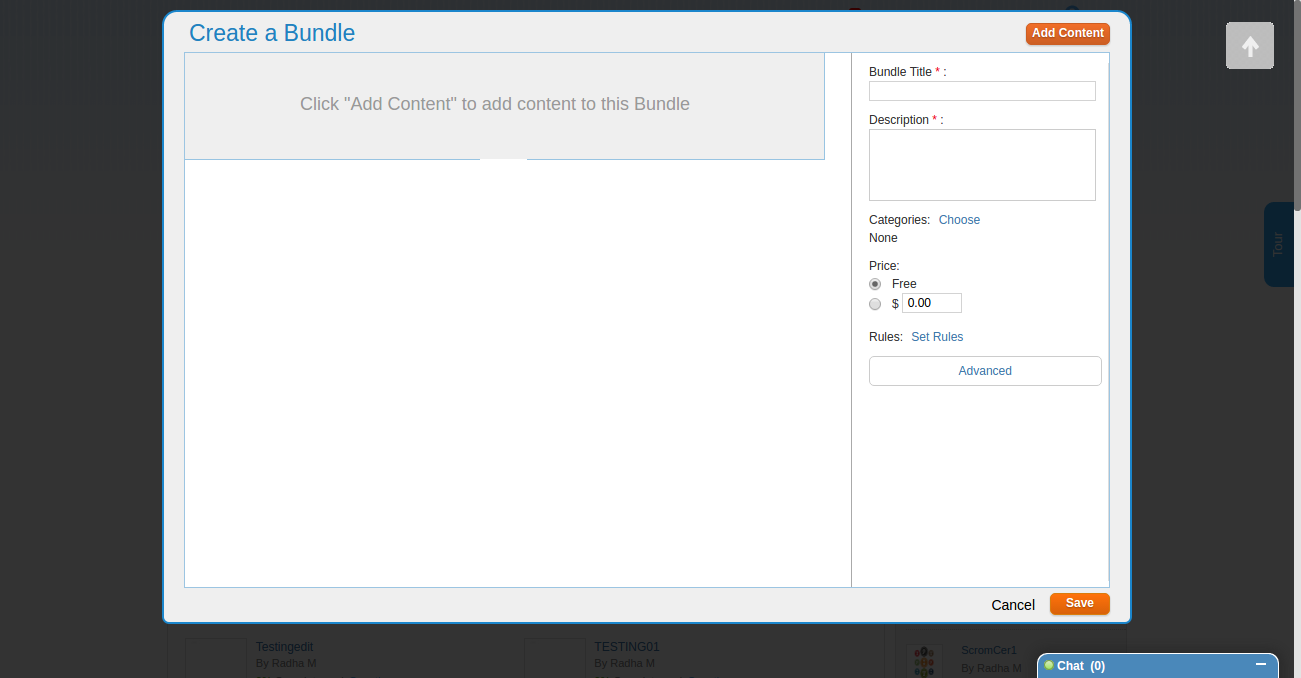 Create a Bundle
Add Content
Click "Add Content" to add content to this Bundle
Bundle Title * :
Description * :
Categories: Choose
None
Price:
Free
$ 0.00
Rules: Set Rules
Advanced
Cancel
Save
Tour
Testingedit
By Radha M
TESTING01
By Radha M
ScromCer1
By Radha M
Chat (0)